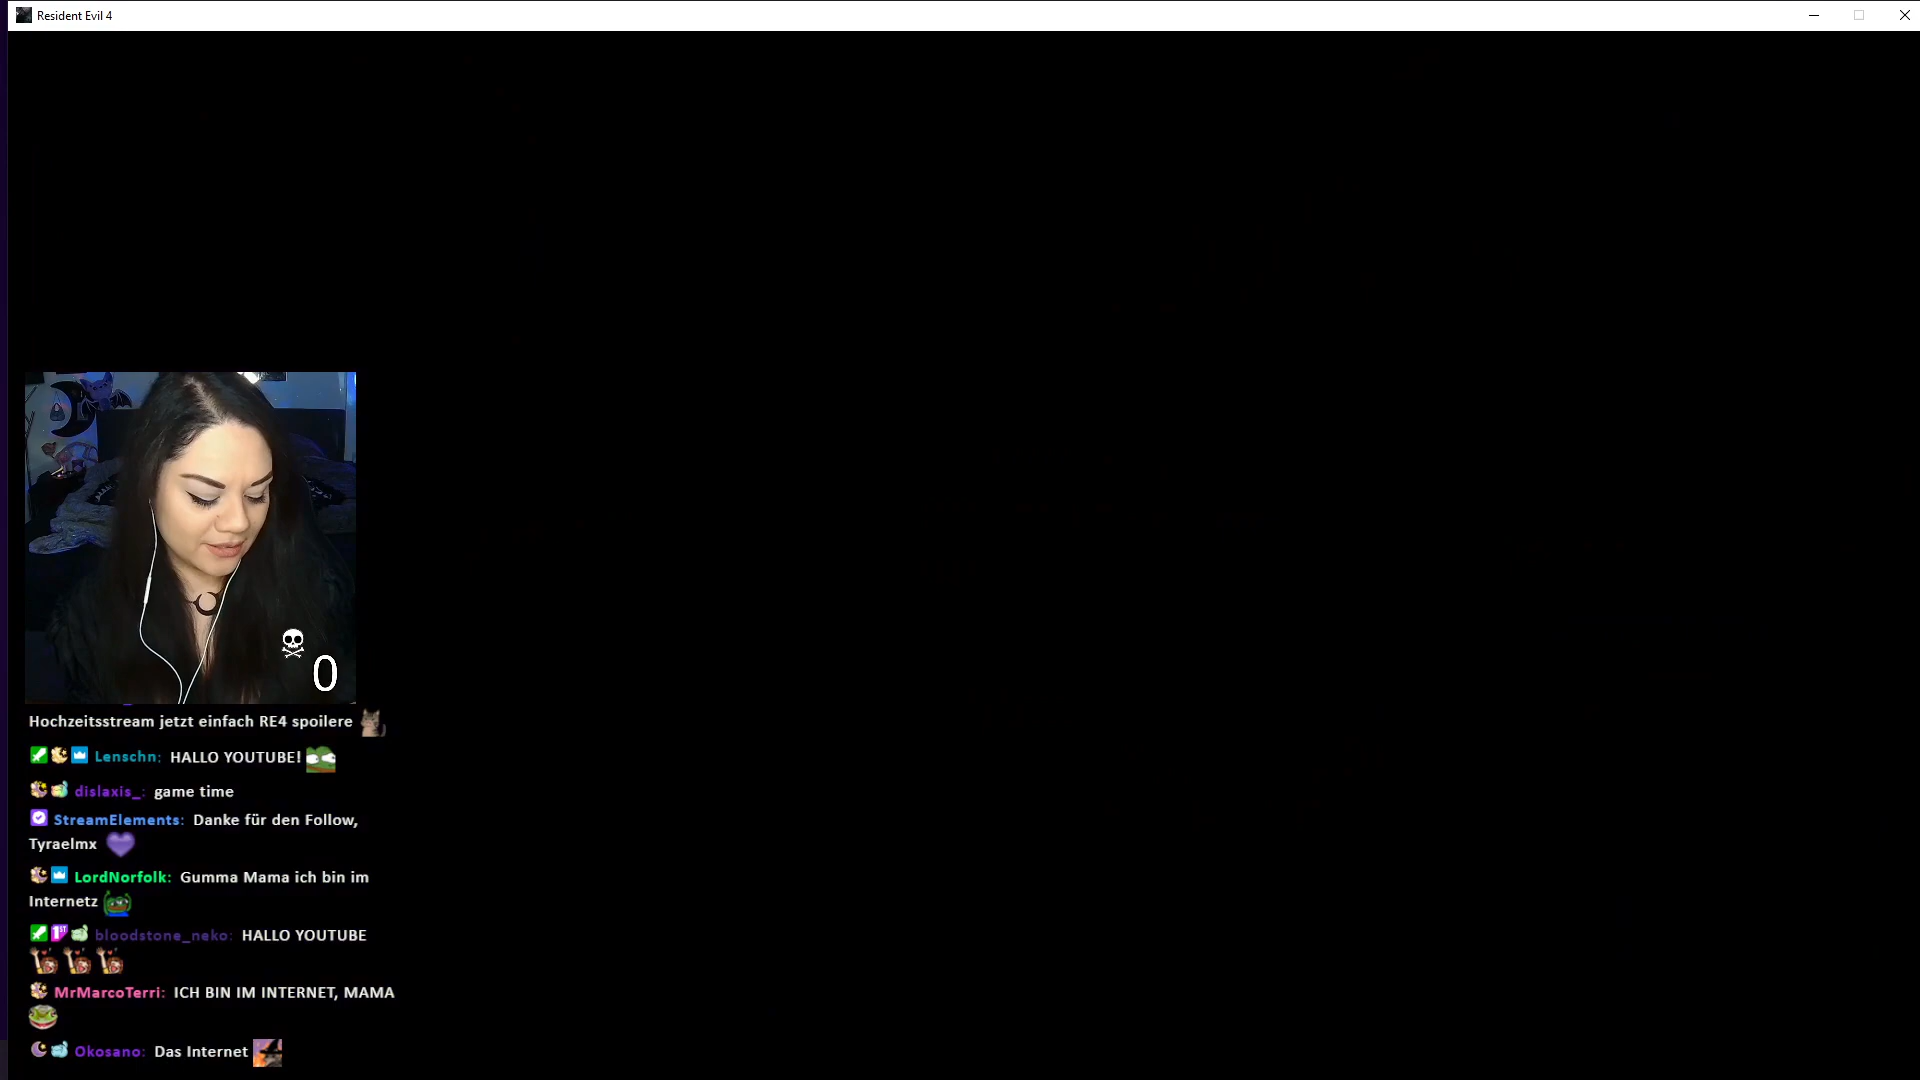 Resident Evil 4
0
Hochzeitsstream jetzt einfach RE4 spoilere
Lenschn: HALLO YOUTUBE!
dislaxis_: game time
StreamElements: Danke für den Follow,
Tyraelmx
LordNorfolk: Gumma Mama ich bin im
Internetz
1ST bloodstone_neko: HALLO YOUTUBE
MrMarcoTerri: ICH BIN IM INTERNET, MAMA
Okosano: Das Internet